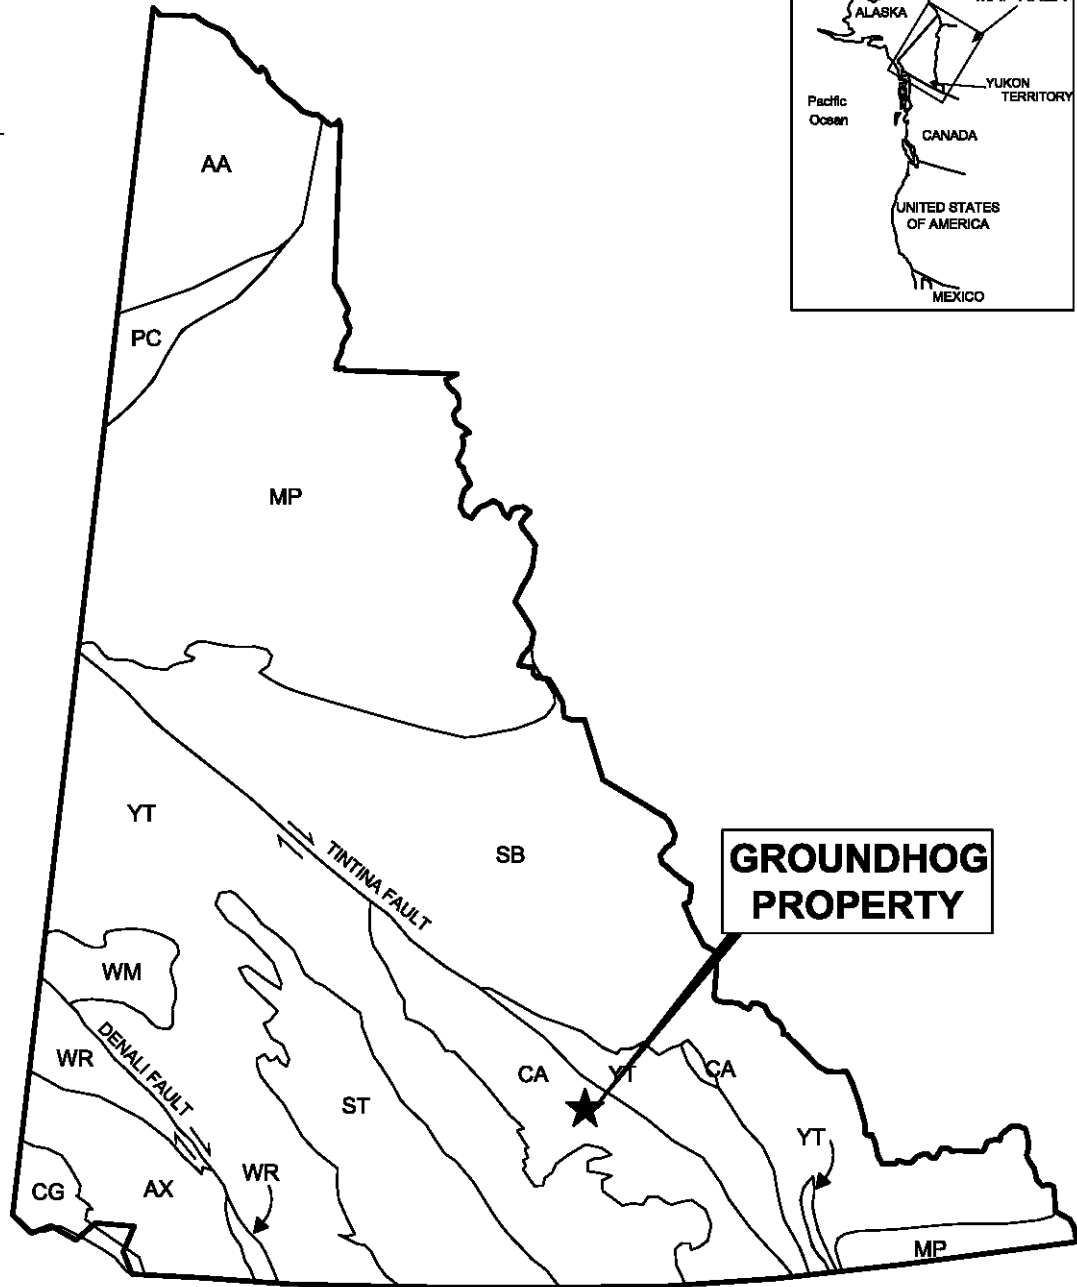 ALASKA
YUKON
TERRITORY
Pacific
Ocean
CANADA
UNITED STATES
OF AMERICA
MEXICO
AA
PC
MP
YT
SB
TINTINA FAULT
GROUNDHOG
PROPERTY
WM
DENALI FAULT
WR
CA
YT
CA
ST
YT
WR
CG
AX
MP